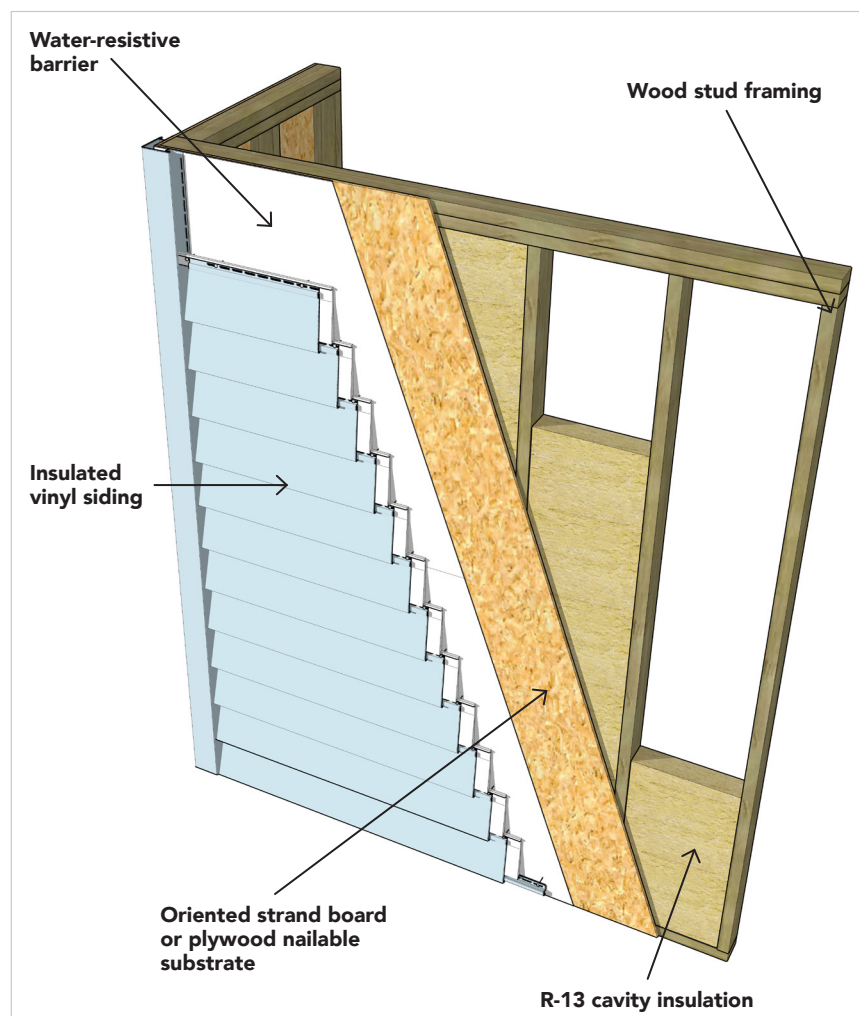 Water-resistive
barrier
Wood stud framing
Insulated
vinyl siding
Oriented strand board
or plywood nailable
substrate
R-13 cavity insulation